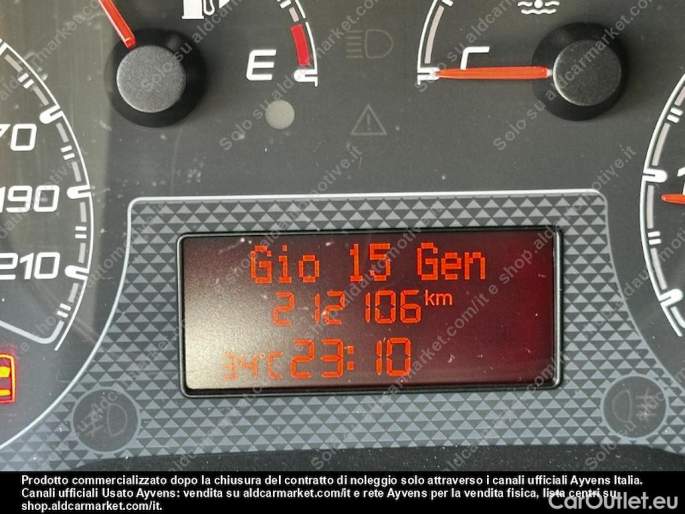 E
C
70
190
210
Gio 15 Gen
212106 km
34°C 23:10
Prodotto commercializzato dopo la chiusura del contratto di noleggio solo attraverso i canali ufficiali Ayvens Italia.
Canali ufficiali Usato Ayvens: vendita su aldcarmarket.com/it e rete Ayvens per la vendita fisica, lista centri su
shop.aldcarmarket.com/it.
CarOutlet.eu